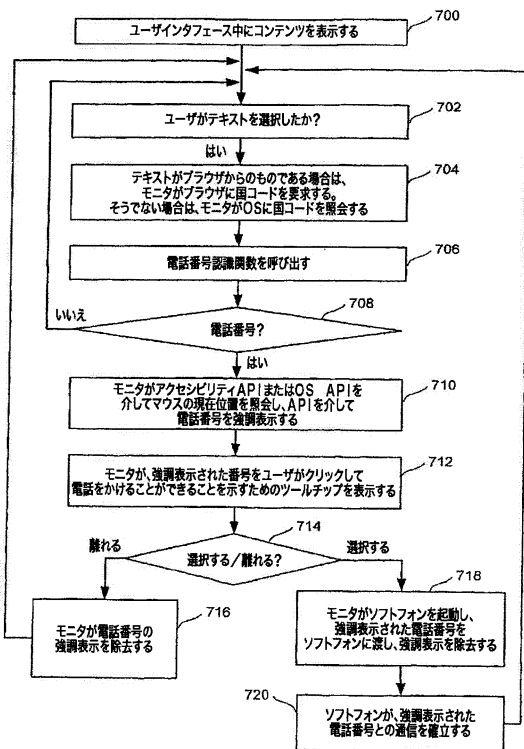 700
ユーザインタフェース中にコンテンツを表示する
702
ユーザがテキストを選択したか?
はい
704
テキストがブラウザからのものである場合は、
モニタがブラウザに国コードを要求する。
そうでない場合は、モニタがOSに国コードを照会する
706
電話番号認識関数を呼び出す
708
いいえ
電話番号?
はい
710
モニタがアクセシビリティAPIまたはOS APIを
介してマウスの現在位置を照会し、APIを介して
電話番号を強調表示する
712
モニタが、強調表示された番号をユーザがクリックして
電話をかけることができることを示すためのツールチップを表示する
714
離れる
選択する/離れる?
選択する
716
モニタが電話番号の
強調表示を除去する
718
モニタがソフトフォンを起動し、
強調表示された電話番号を
ソフトフォンに渡し、強調表示を除去する
720
ソフトフォンが、強調表示された
電話番号との通信を確立する